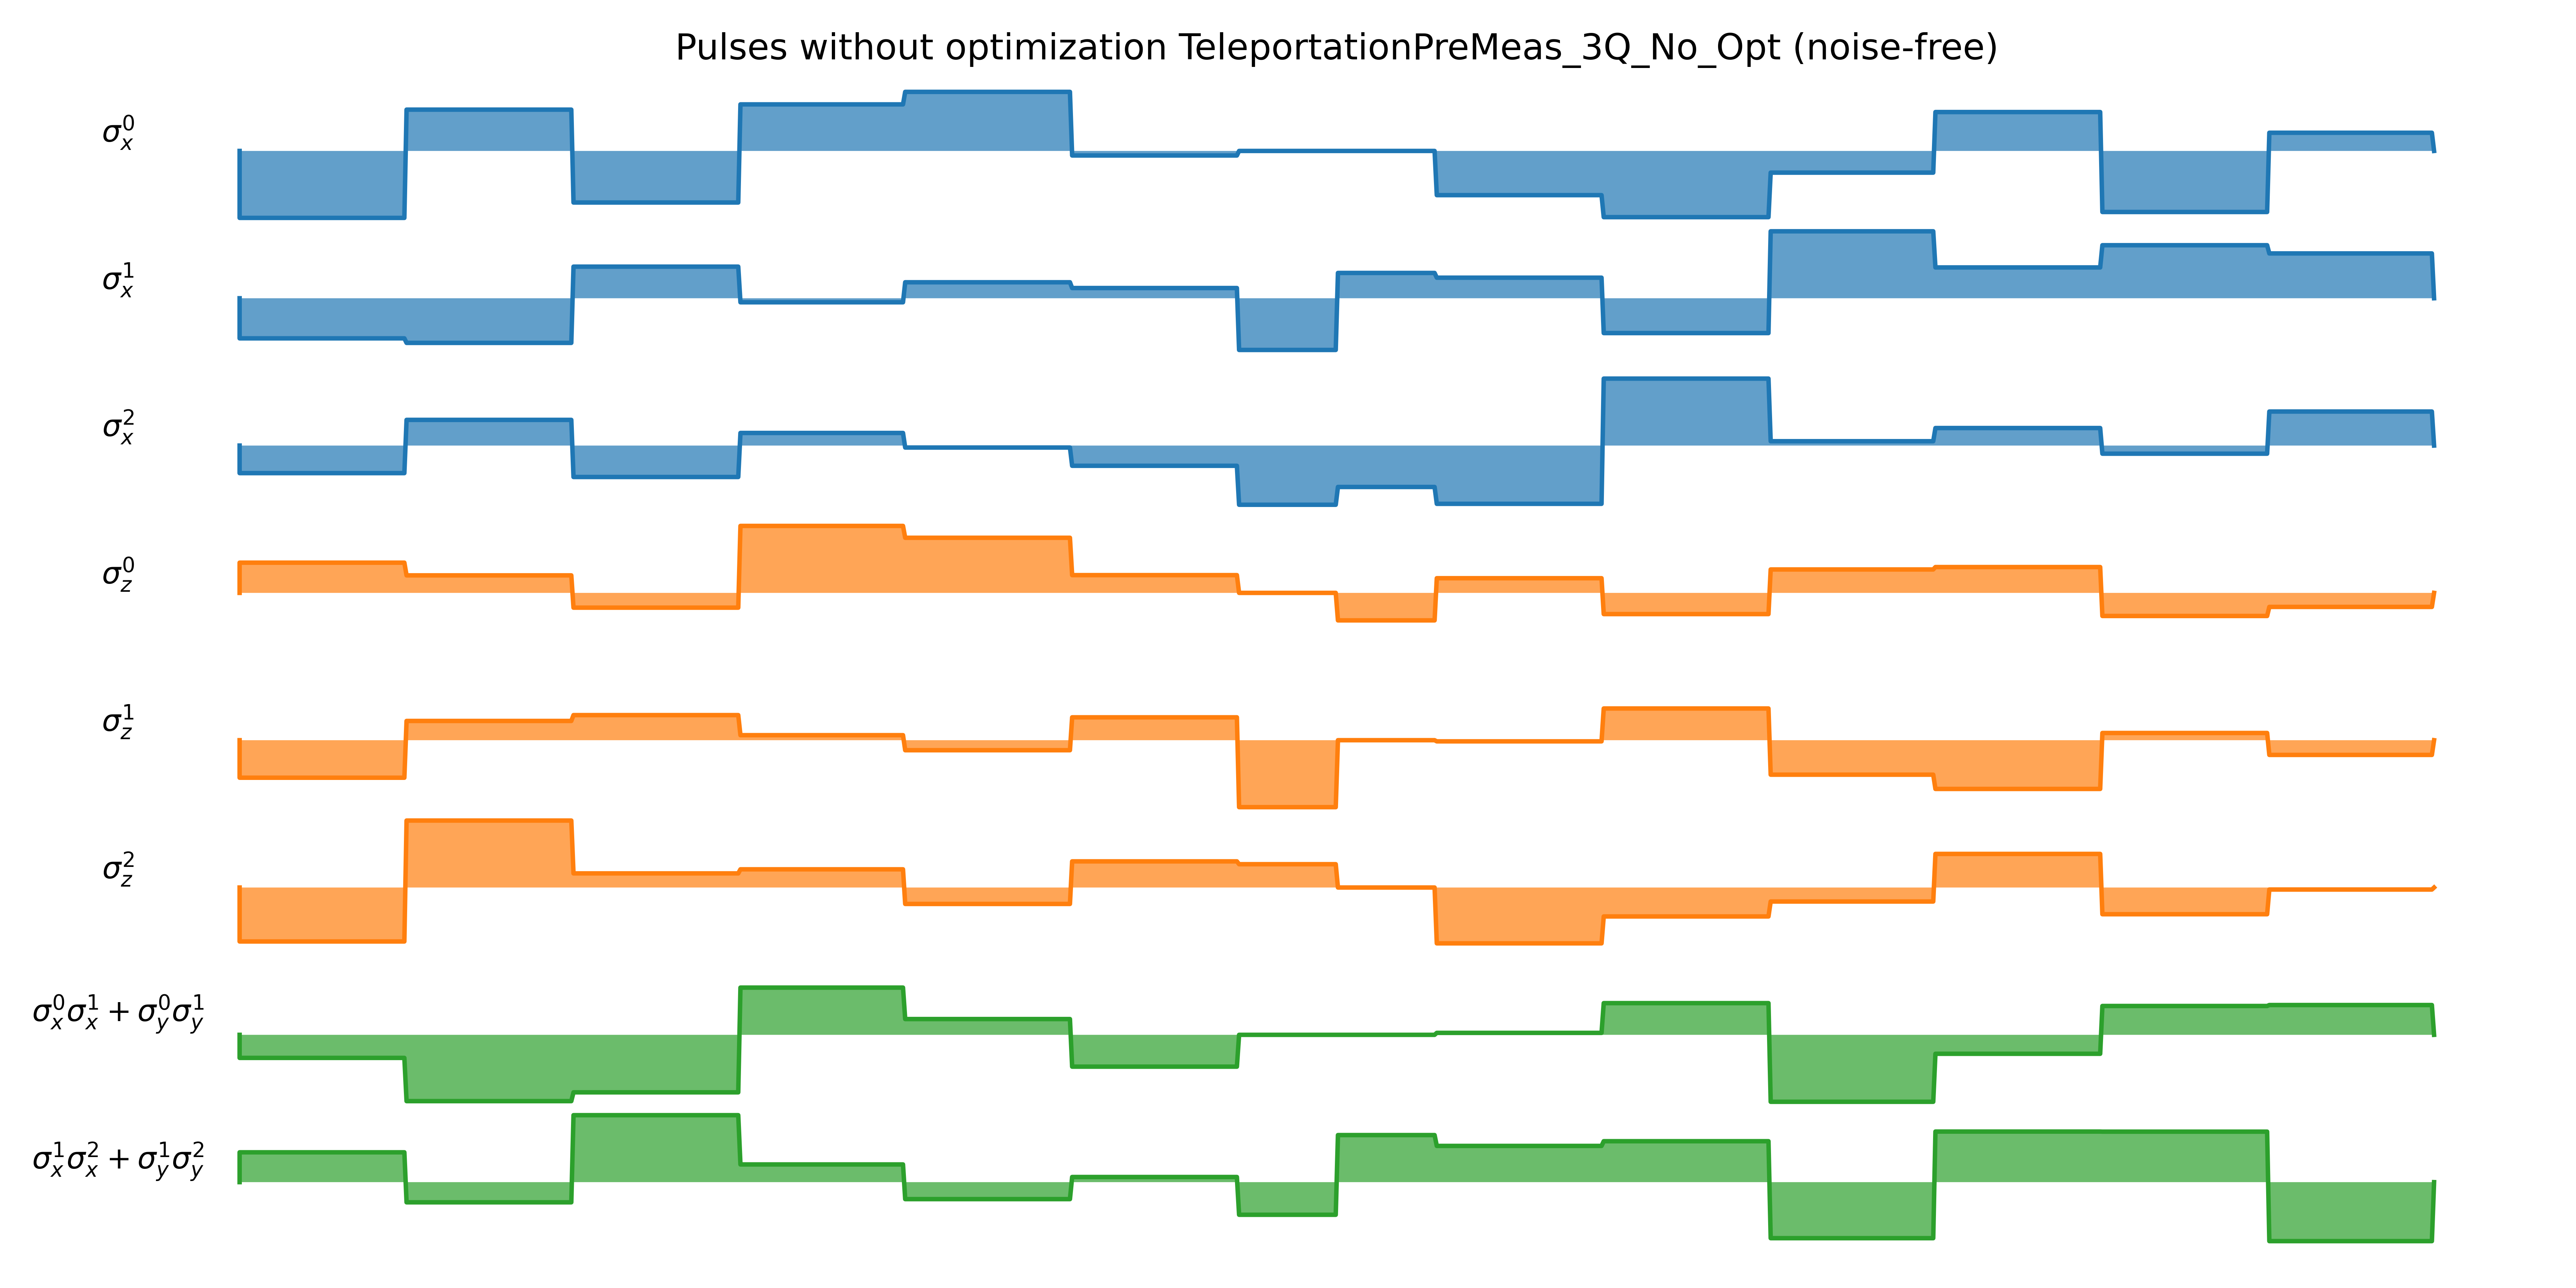 Pulses without optimization TeleportationPreMeas_3Q_No_Opt (noise-free)
σ_x^0
σ_x^1
σ_x^2
σ_z^0
σ_z^1
σ_z^2
σ_x^0σ_x^1 + σ_y^0σ_y^1
σ_x^1σ_x^2 + σ_y^1σ_y^2